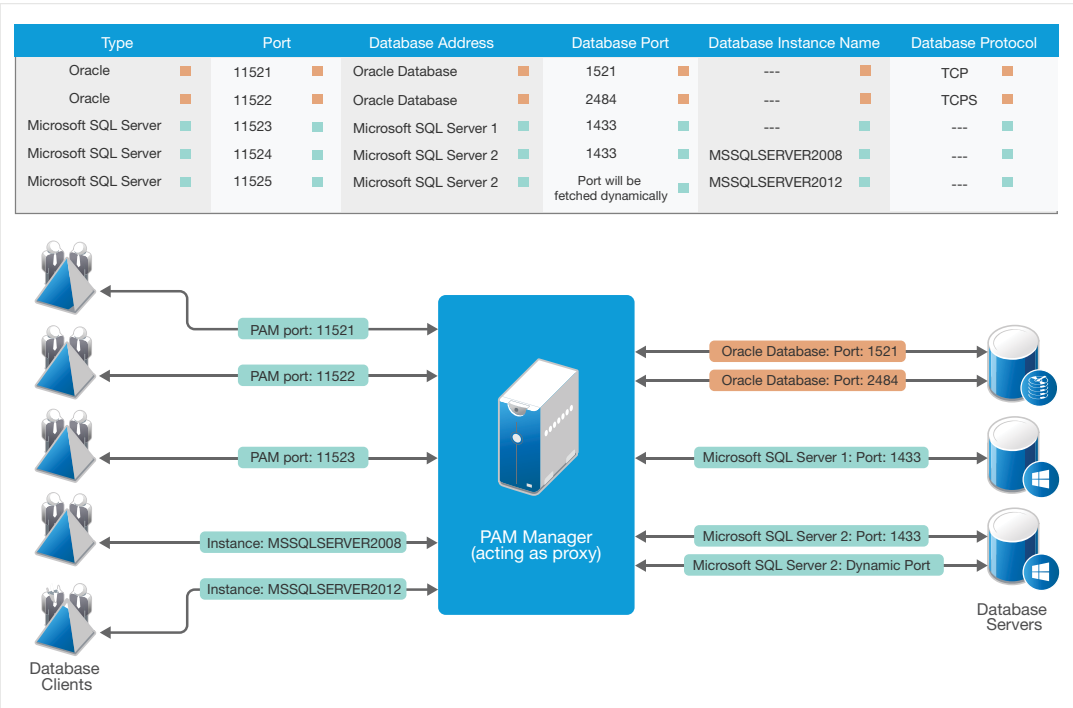 Type Port Database Address Database Port Database Instance Name Database Protocol
Oracle 11521 Oracle Database 1521 --- TCP
Oracle 11522 Oracle Database 2484 --- TCPS
Microsoft SQL Server 11523 Microsoft SQL Server 1 1433 --- ---
Microsoft SQL Server 11524 Microsoft SQL Server 2 1433 MSSQLSERVER2008 ---
Microsoft SQL Server 11525 Microsoft SQL Server 2 Port will be fetched dynamically MSSQLSERVER2012 ---
PAM port: 11521
PAM port: 11522
PAM port: 11523
Instance: MSSQLSERVER2008
Instance: MSSQLSERVER2012
Database
Clients
PAM Manager
(acting as proxy)
Oracle Database: Port: 1521
Oracle Database: Port: 2484
Microsoft SQL Server 1: Port: 1433
Microsoft SQL Server 2: Port: 1433
Microsoft SQL Server 2: Dynamic Port
Database
Servers